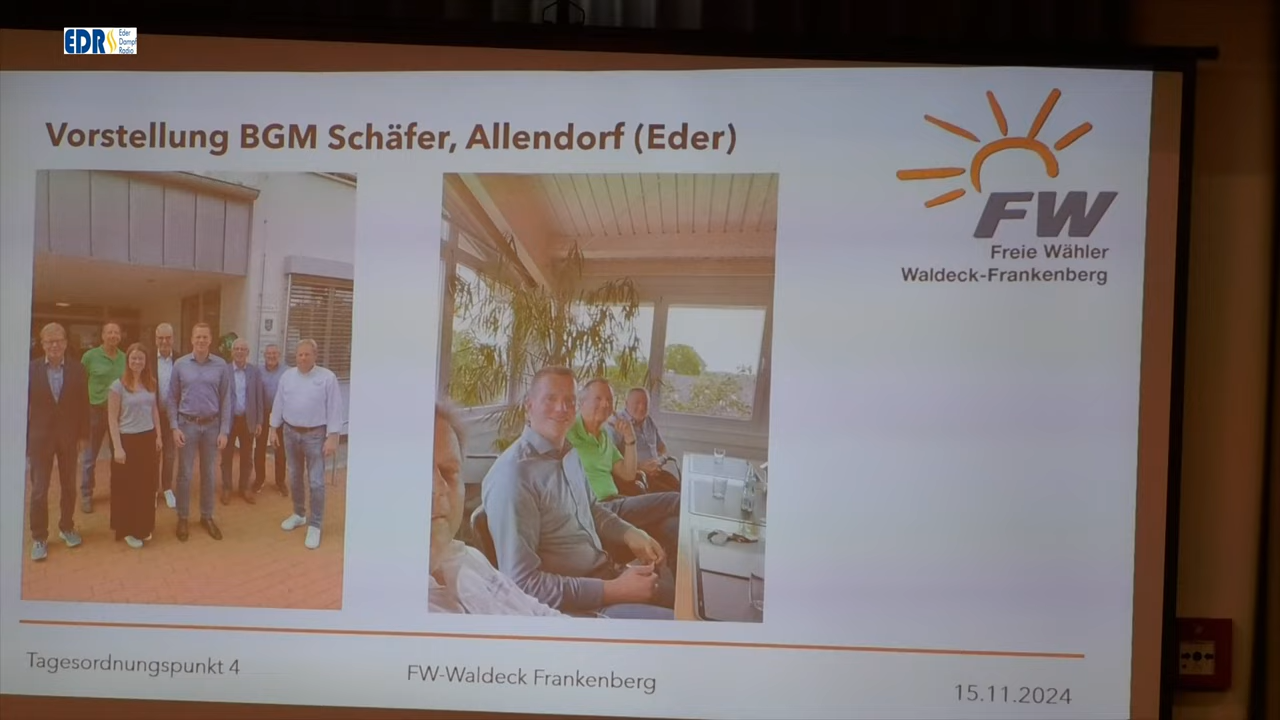 EDR
Eder
Dampf
Radio
Vorstellung BGM Schäfer, Allendorf (Eder)
FW
Freie Wähler
Waldeck-Frankenberg
Tagesordnungspunkt 4
FW-Waldeck Frankenberg
15.11.2024